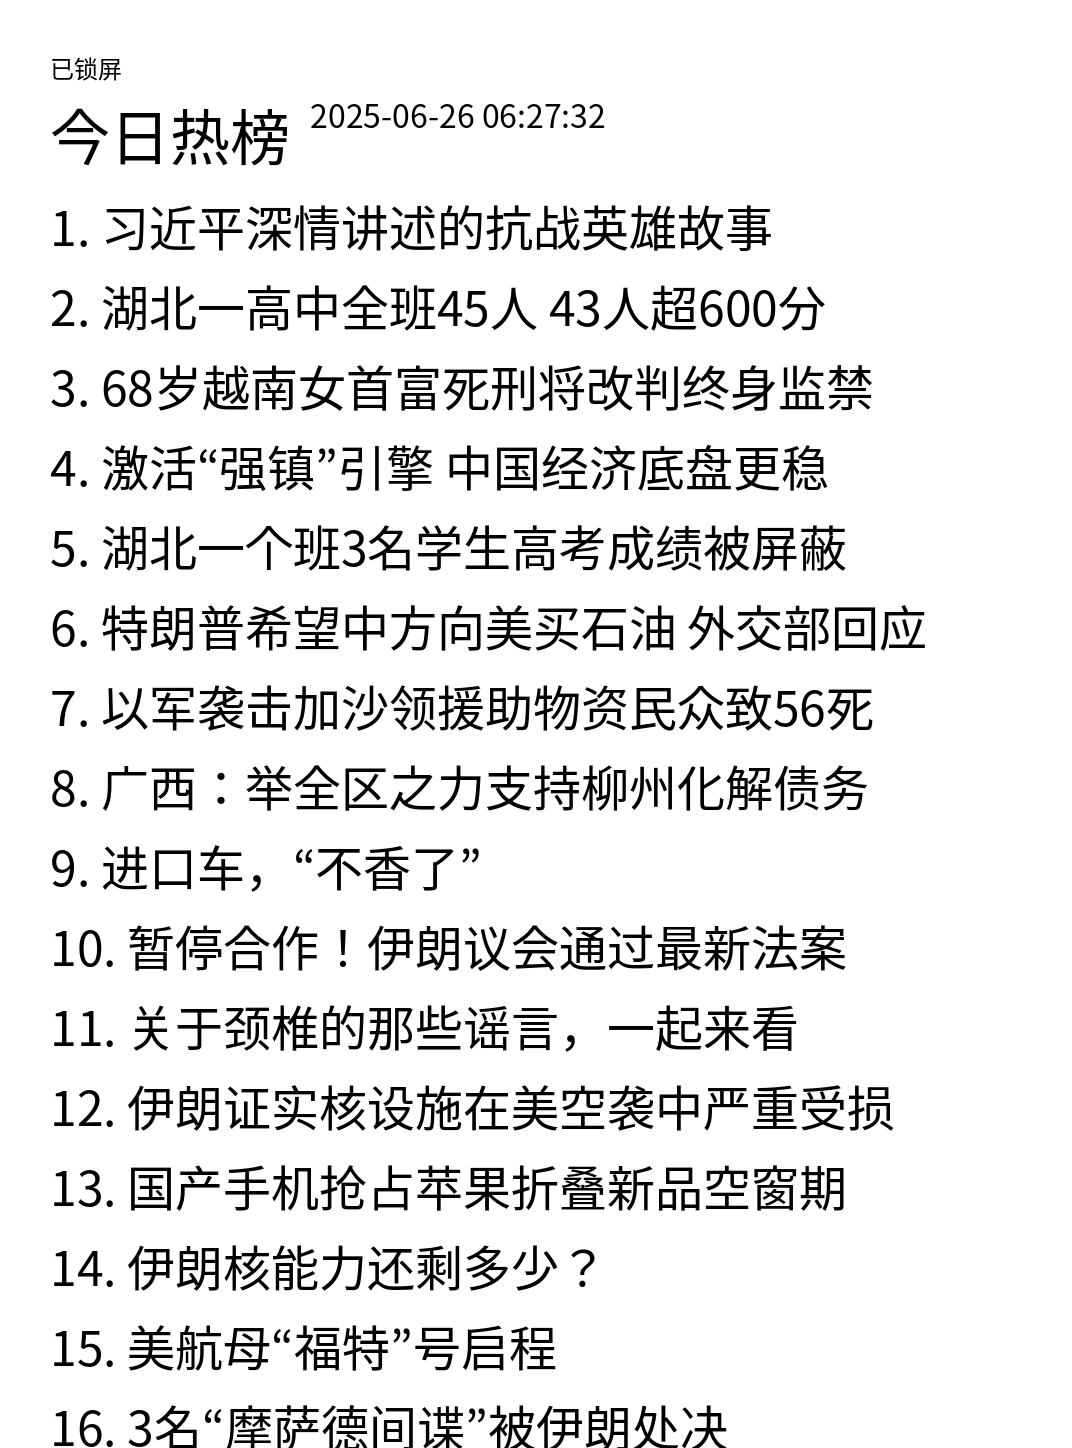 已锁屏
今日热榜 2025-06-26 06:27:32
1. 习近平深情讲述的抗战英雄故事
2. 湖北一高中全班45人 43人超600分
3. 68岁越南女首富死刑将改判终身监禁
4. 激活“强镇”引擎 中国经济底盘更稳
5. 湖北一个班3名学生高考成绩被屏蔽
6. 特朗普希望中方向美买石油 外交部回应
7. 以军袭击加沙领援助物资民众致56死
8. 广西：举全区之力支持柳州化解债务
9. 进口车，“不香了”
10. 暂停合作！伊朗议会通过最新法案
11. 关于颈椎的那些谣言，一起来看
12. 伊朗证实核设施在美空袭中严重受损
13. 国产手机抢占苹果折叠新品空窗期
14. 伊朗核能力还剩多少？
15. 美航母“福特”号启程
16. 3名“摩萨德间谍”被伊朗处决